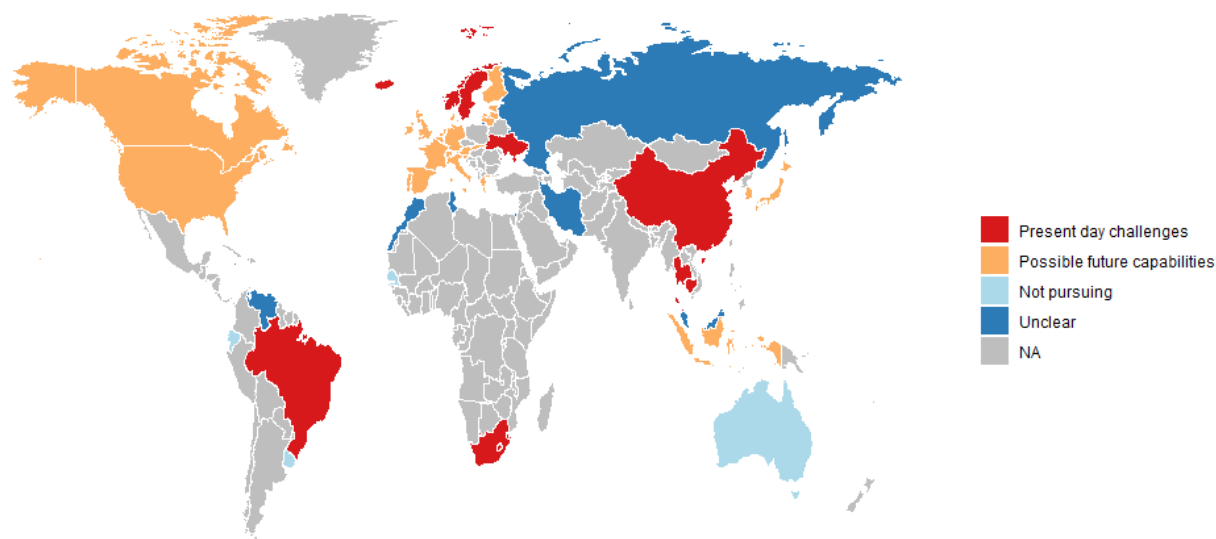 Present day challenges
Possible future capabilities
Not pursuing
Unclear
NA